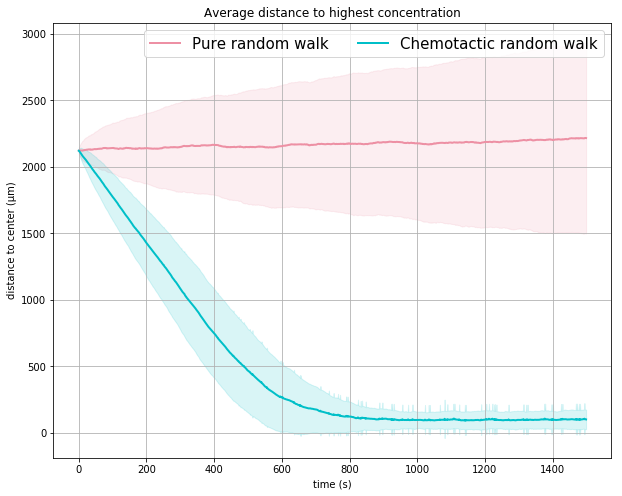 Average distance to highest concentration
Pure random walk Chemotactic random walk
3000
2500
2000
1500
1000
500
0
distance to center (μm)
0 200 400 600 800 1000 1200 1400
time (s)